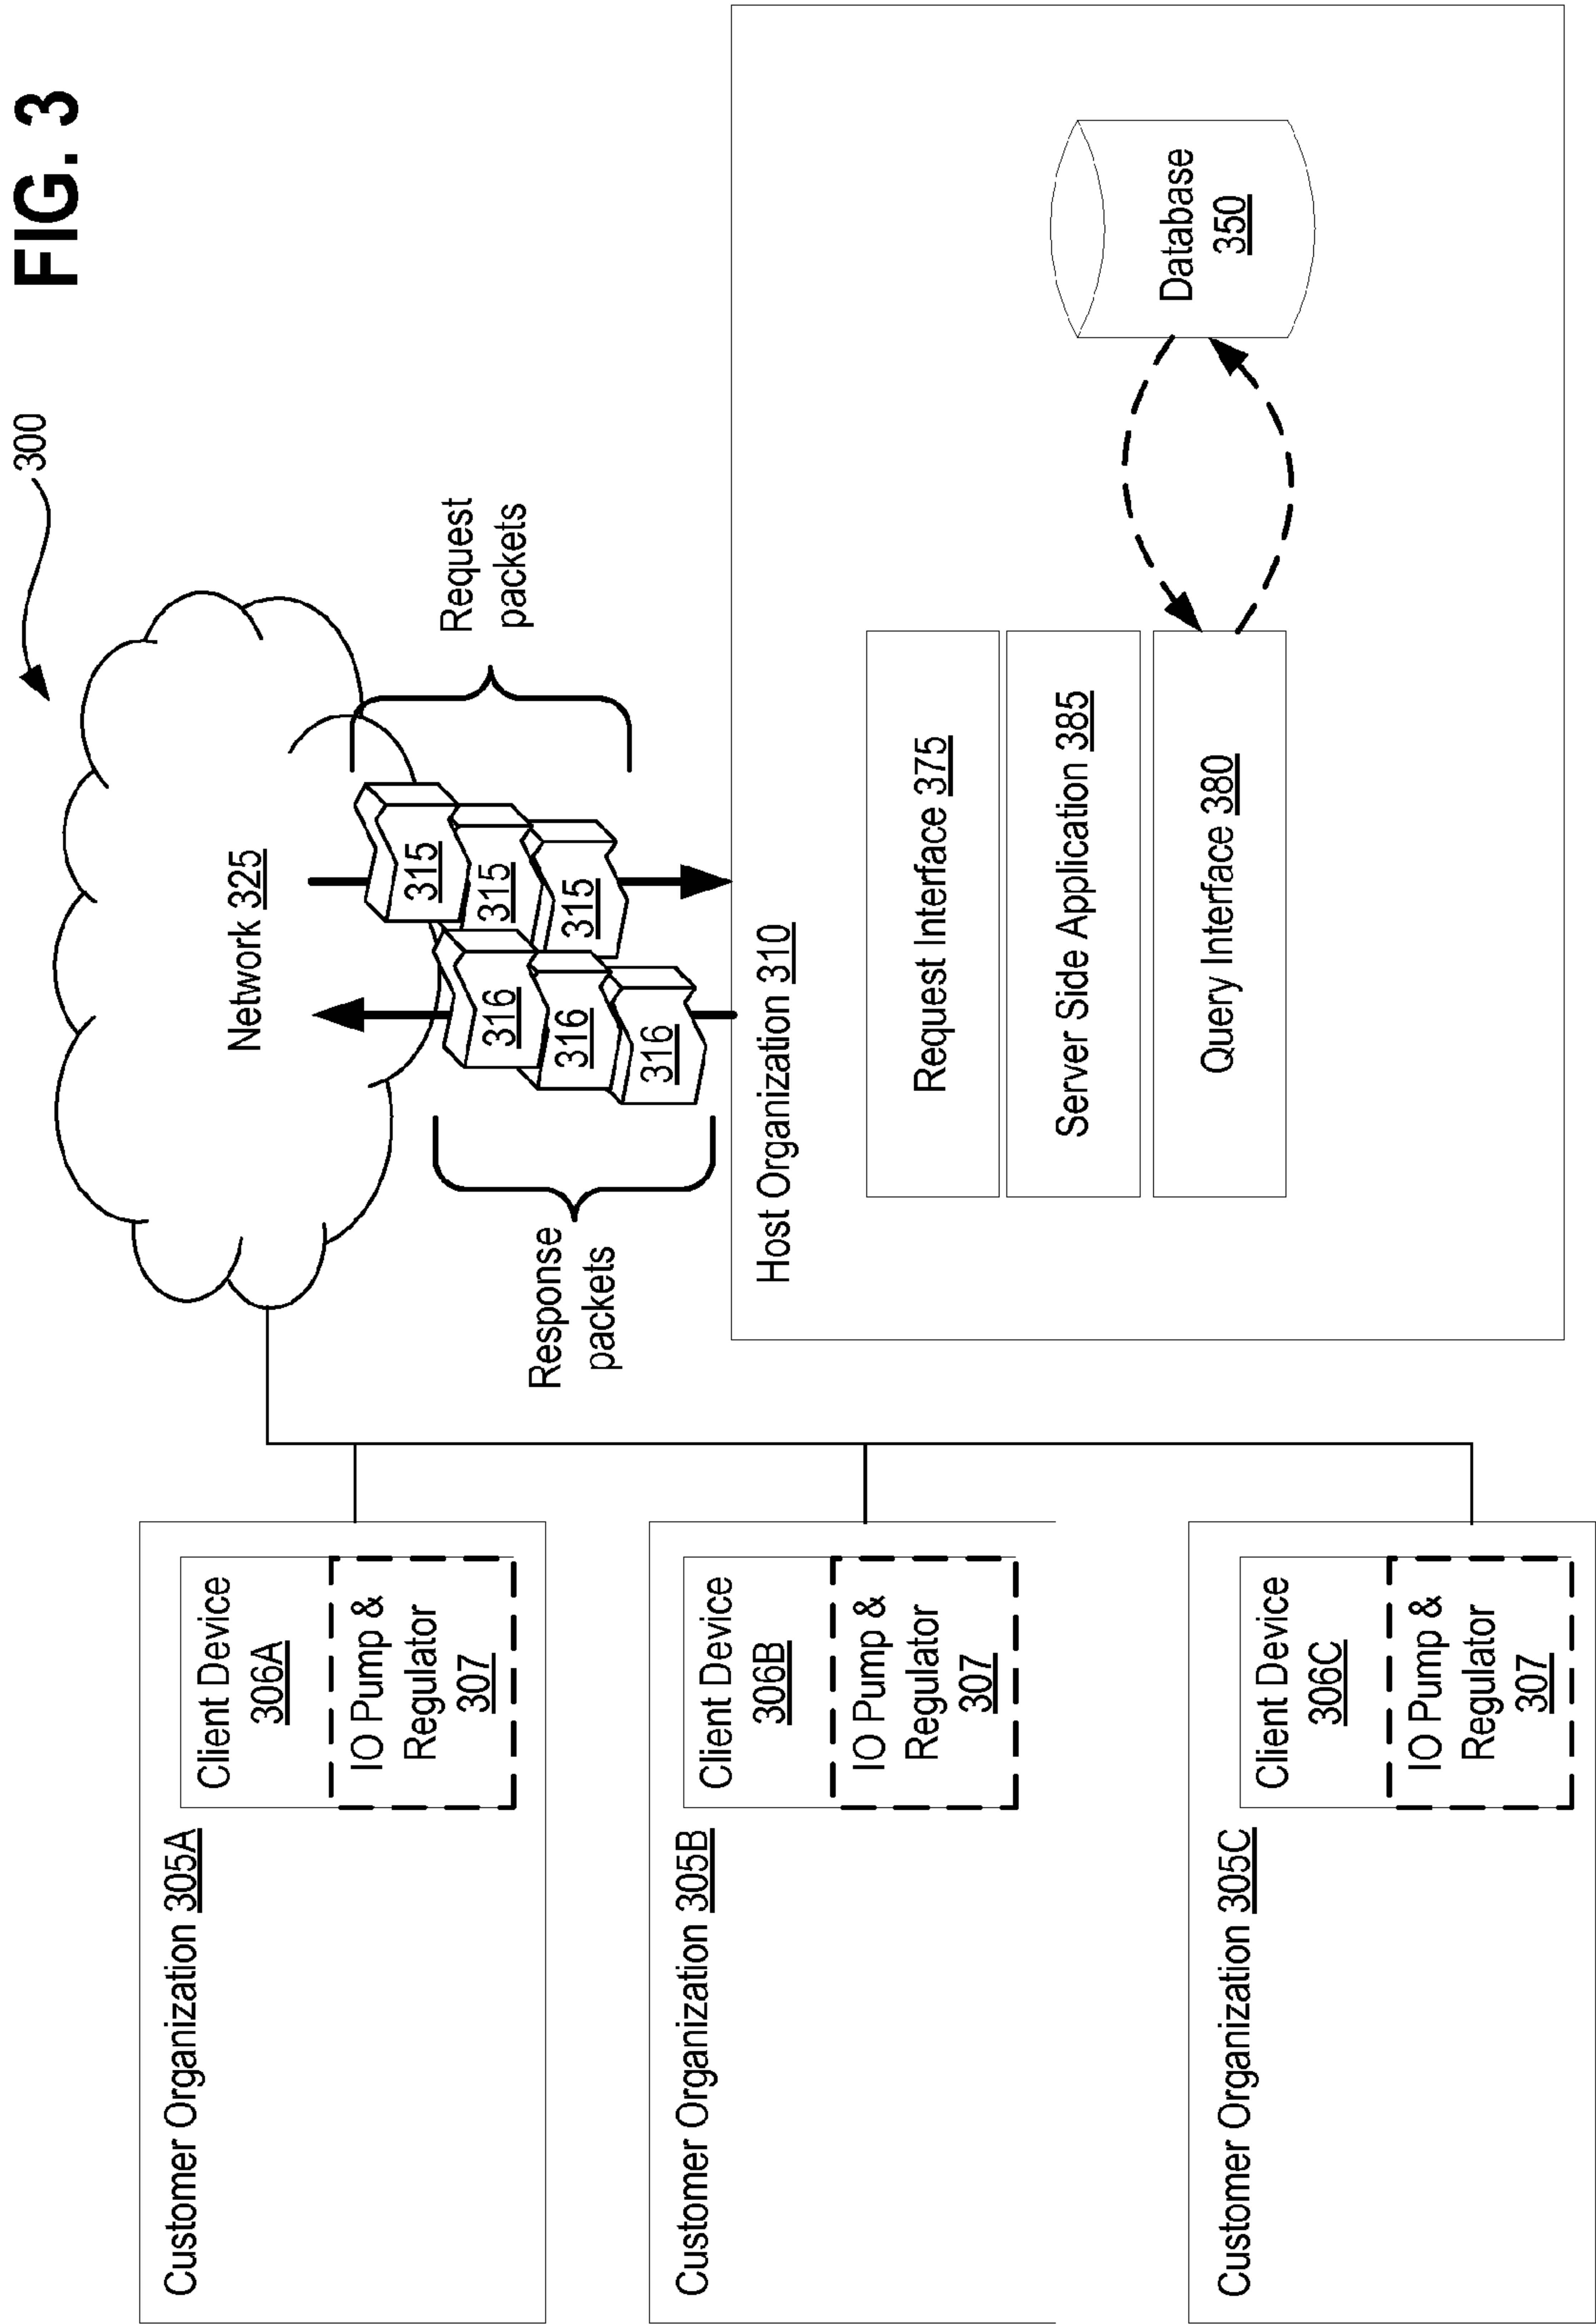 FIG. 3
300
Customer Organization 305A
Client Device
306A
IO Pump &
Regulator
307
Customer Organization 305B
Client Device
306B
IO Pump &
Regulator
307
Customer Organization 305C
Client Device
306C
IO Pump &
Regulator
307
Network 325
Request
packets
315
315
315
316
316
316
Response
packets
Host Organization 310
Request Interface 375
Server Side Application 385
Query Interface 380
Database
350